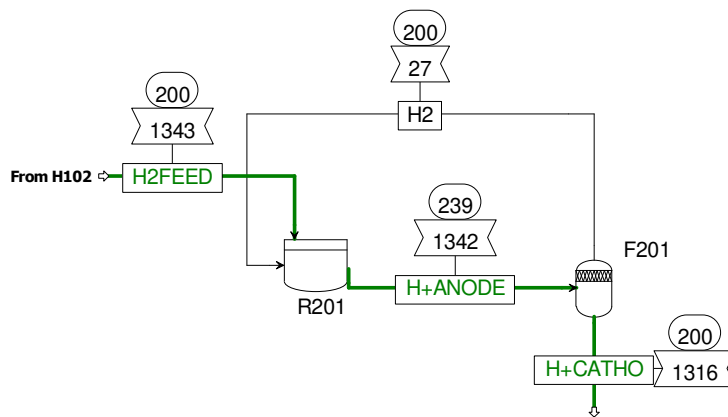 200
27
H2
200
1343
From H102
H2FEED
239
1342
H+ANODE
R201
F201
200
H+CATHO
1316